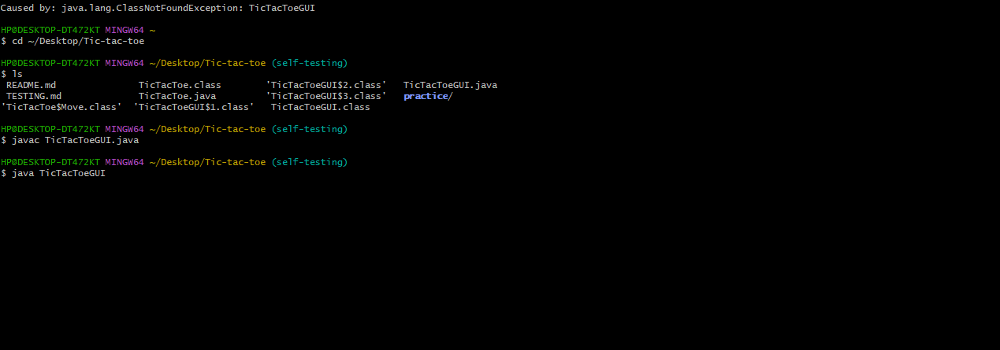 Caused by: java.lang.ClassNotFoundException: TicTacToeGUI
HP@DESKTOP-DT472KT MINGW64 ~
$ cd ~/Desktop/Tic-tac-toe
HP@DESKTOP-DT472KT MINGW64 ~/Desktop/Tic-tac-toe (self-testing)
$ ls
README.md TicTacToe.class 'TicTacToeGUI$2.class' TicTacToeGUI.java
TESTING.md TicTacToe.java 'TicTacToeGUI$3.class' practice/
'TicTacToe$Move.class' 'TicTacToeGUI$1.class' TicTacToeGUI.class
HP@DESKTOP-DT472KT MINGW64 ~/Desktop/Tic-tac-toe (self-testing)
$ javac TicTacToeGUI.java
HP@DESKTOP-DT472KT MINGW64 ~/Desktop/Tic-tac-toe (self-testing)
$ java TicTacToeGUI